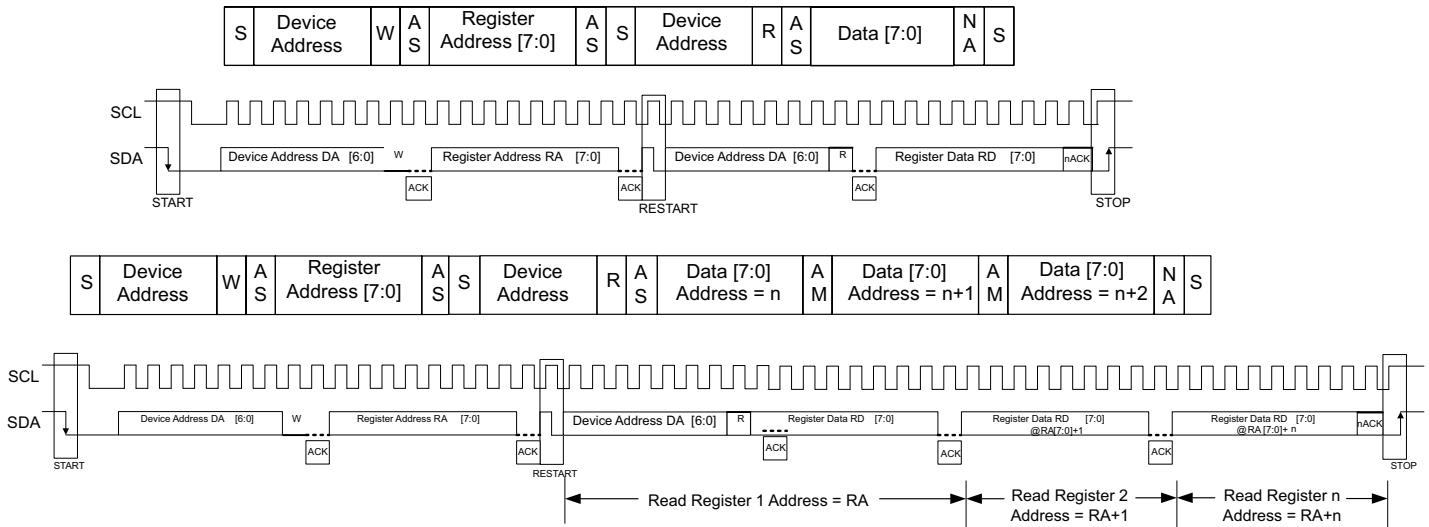 S Device Address W A S Register Address [7:0] A S S Device Address R A S Data [7:0] N A S
SCL
SDA Device Address DA [6:0] W Register Address RA [7:0] Device Address DA [6:0] R Register Data RD [7:0] nACK
ACK ACK ACK
START RESTART STOP
S Device Address W A S Register Address [7:0] A S S Device Address R A S Data [7:0] Address = n A M Data [7:0] Address = n+1 A M Data [7:0] Address = n+2 N A S
SCL
SDA Device Address DA [6:0] W Register Address RA [7:0] Device Address DA [6:0] R Register Data RD [7:0] Register Data RD [7:0] @RA[7:0]+1 Register Data RD [7:0] @RA[7:0]+ n nACK
ACK ACK ACK ACK ACK
START RESTART STOP
Read Register 1 Address = RA
Read Register 2
Address = RA+1
Read Register n
Address = RA+n